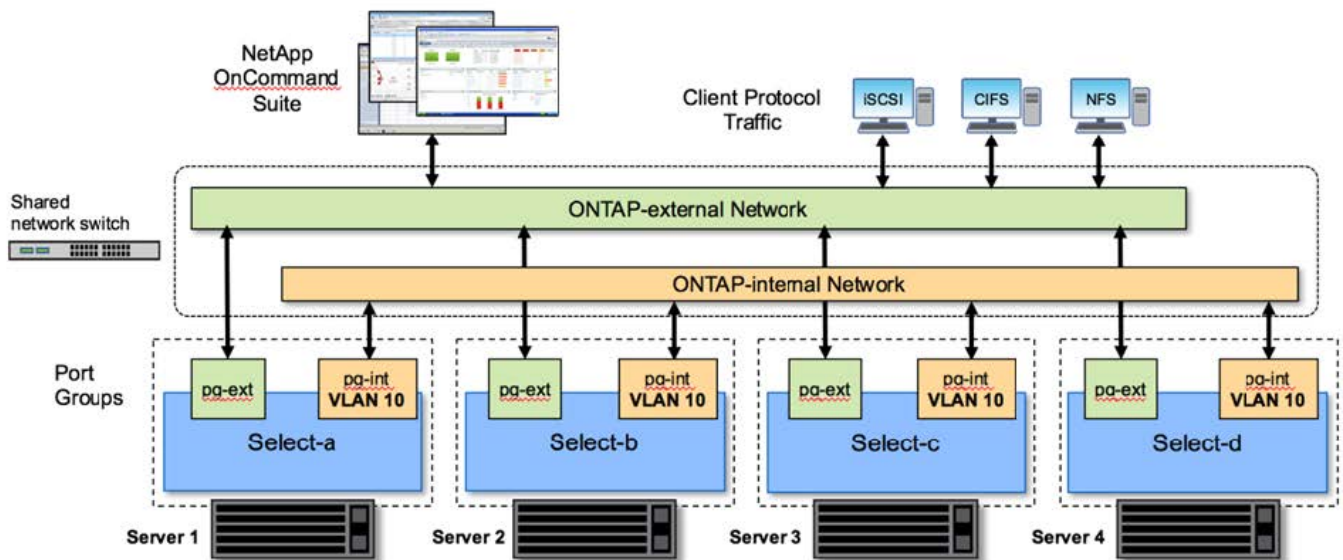 NetApp
OnCommand
Suite
Client Protocol
Traffic
iSCSI
CIFS
NFS
Shared
network switch
ONTAP-external Network
ONTAP-internal Network
Port
Groups
pg-ext
pg-int
VLAN 10
pg-ext
pg-int
VLAN 10
pg-ext
pg-int
VLAN 10
pg-ext
pg-int
VLAN 10
Select-a
Select-b
Select-c
Select-d
Server 1
Server 2
Server 3
Server 4